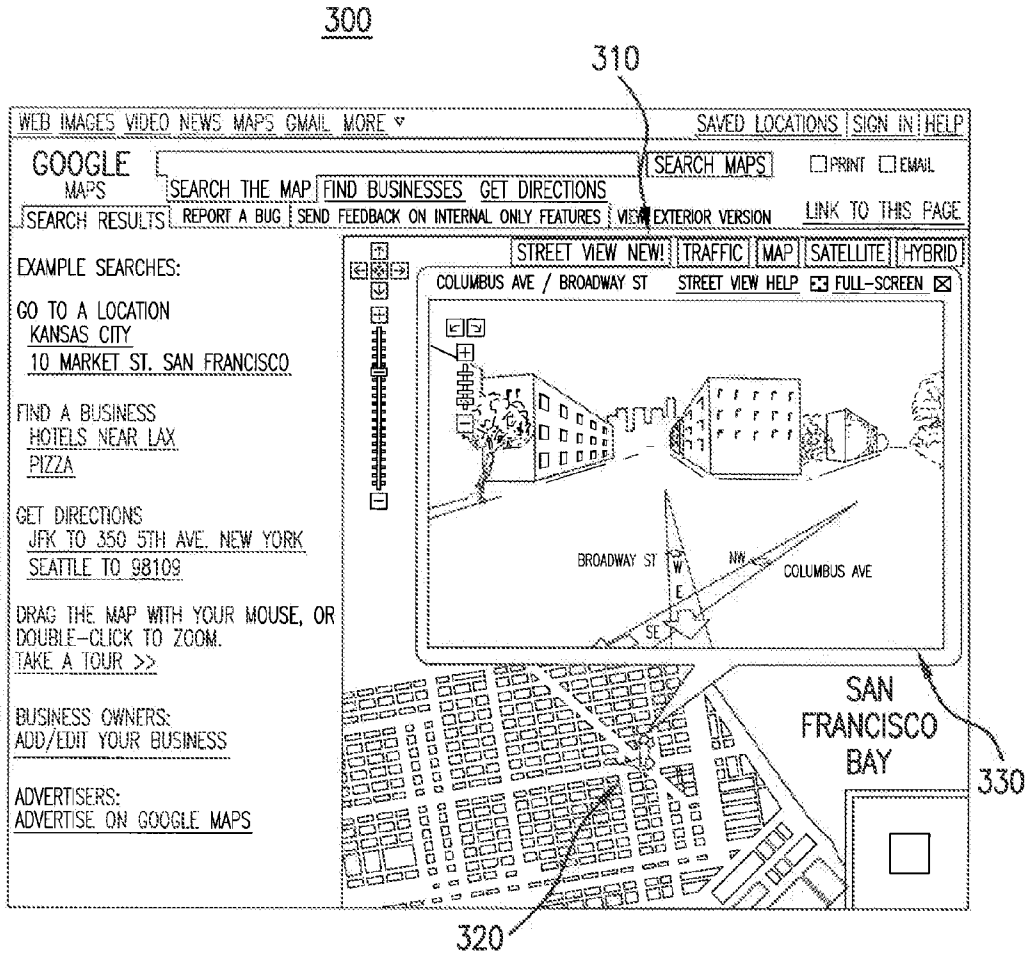 300
310
WEB IMAGES VIDEO NEWS MAPS GMAIL MORE ▼ SAVED LOCATIONS | SIGN IN | HELP
GOOGLE MAPS
SEARCH MAPS
PRINT EMAIL
SEARCH THE MAP FIND BUSINESSES GET DIRECTIONS
SEARCH RESULTS REPORT A BUG SEND FEEDBACK ON INTERNAL ONLY FEATURES VIEW EXTERIOR VERSION LINK TO THIS PAGE
STREET VIEW NEW! TRAFFIC MAP SATELLITE HYBRID
COLUMBUS AVE / BROADWAY ST STREET VIEW HELP FULL-SCREEN
EXAMPLE SEARCHES:
GO TO A LOCATION
KANSAS CITY
10 MARKET ST. SAN FRANCISCO
FIND A BUSINESS
HOTELS NEAR LAX
PIZZA
GET DIRECTIONS
JFK TO 350 5TH AVE. NEW YORK
SEATTLE TO 98109
DRAG THE MAP WITH YOUR MOUSE, OR
DOUBLE-CLICK TO ZOOM.
TAKE A TOUR >>
BUSINESS OWNERS:
ADD/EDIT YOUR BUSINESS
ADVERTISERS:
ADVERTISE ON GOOGLE MAPS
BROADWAY ST
W
NW
COLUMBUS AVE
E
SE
SAN
FRANCISCO
BAY
330
320